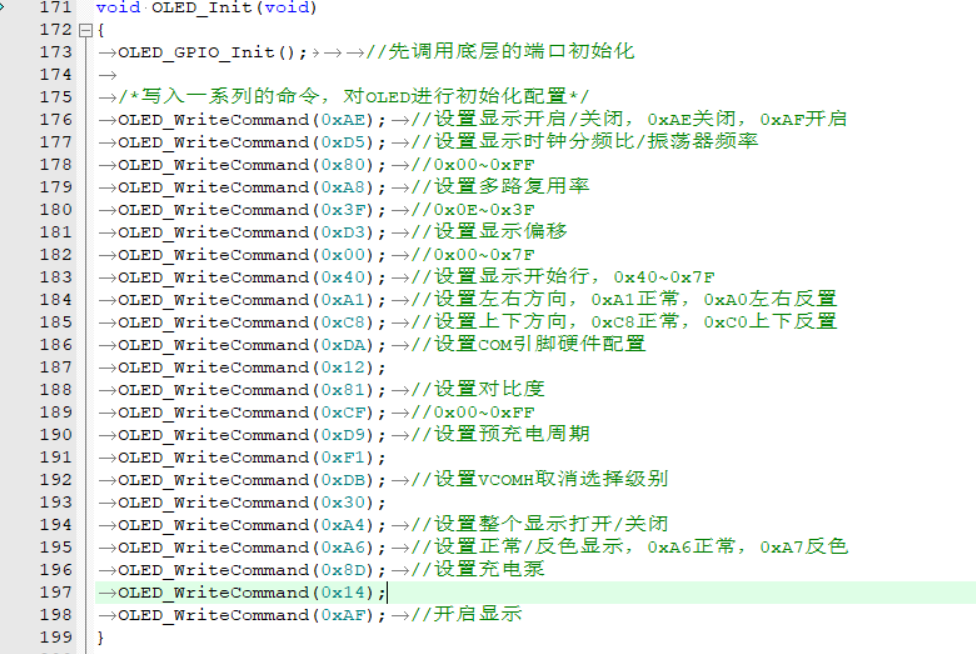 171 void OLED_Init(void)
172 {
173 OLED_GPIO_Init(); //先调用底层的端口初始化
174
175 /*写入一系列的命令，对OLED进行初始化配置*/
176 OLED_WriteCommand(0xAE); //设置显示开启/关闭，0xAE关闭，0xAF开启
177 OLED_WriteCommand(0xD5); //设置显示时钟分频比/振荡器频率
178 OLED_WriteCommand(0x80); //0x00~0xFF
179 OLED_WriteCommand(0xA8); //设置多路复用率
180 OLED_WriteCommand(0x3F); //0x0E~0x3F
181 OLED_WriteCommand(0xD3); //设置显示偏移
182 OLED_WriteCommand(0x00); //0x00~0x7F
183 OLED_WriteCommand(0x40); //设置显示开始行，0x40~0x7F
184 OLED_WriteCommand(0xA1); //设置左右方向，0xA1正常，0xA0左右反置
185 OLED_WriteCommand(0xC8); //设置上下方向，0xC8正常，0xC0上下反置
186 OLED_WriteCommand(0xDA); //设置COM引脚硬件配置
187 OLED_WriteCommand(0x12);
188 OLED_WriteCommand(0x81); //设置对比度
189 OLED_WriteCommand(0xCF); //0x00~0xFF
190 OLED_WriteCommand(0xD9); //设置预充电周期
191 OLED_WriteCommand(0xF1);
192 OLED_WriteCommand(0xDB); //设置VCOMH取消选择级别
193 OLED_WriteCommand(0x30);
194 OLED_WriteCommand(0xA4); //设置整个显示打开/关闭
195 OLED_WriteCommand(0xA6); //设置正常/反色显示，0xA6正常，0xA7反色
196 OLED_WriteCommand(0x8D); //设置充电泵
197 OLED_WriteCommand(0x14);
198 OLED_WriteCommand(0xAF); //开启显示
199 }